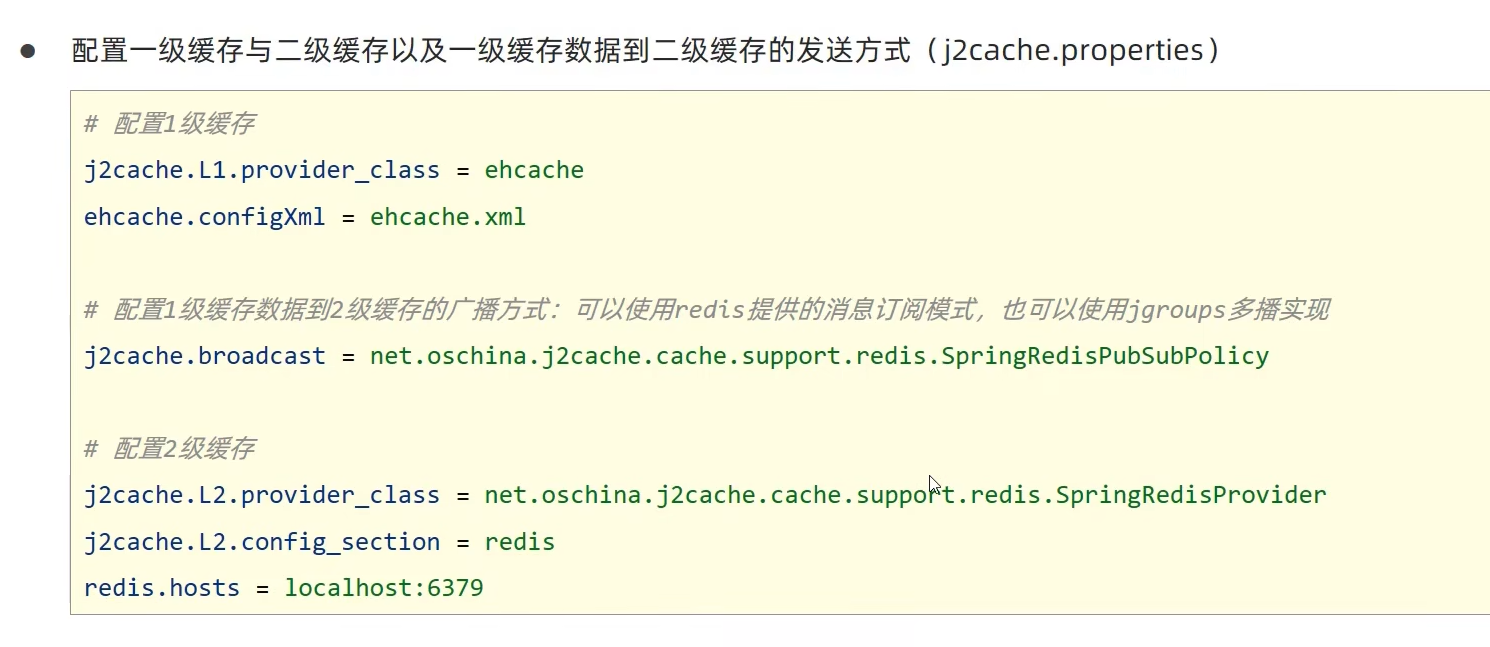 ● 配置一级缓存与二级缓存以及一级缓存数据到二级缓存的发送方式（j2cache.properties）
# 配置1级缓存
j2cache.L1.provider_class = ehcache
ehcache.configXml = ehcache.xml
# 配置1级缓存数据到2级缓存的广播方式：可以使用redis提供的消息订阅模式，也可以使用jgroups多播实现
j2cache.broadcast = net.oschina.j2cache.cache.support.redis.SpringRedisPubSubPolicy
# 配置2级缓存
j2cache.L2.provider_class = net.oschina.j2cache.cache.support.redis.SpringRedisProvider
j2cache.L2.config_section = redis
redis.hosts = localhost:6379